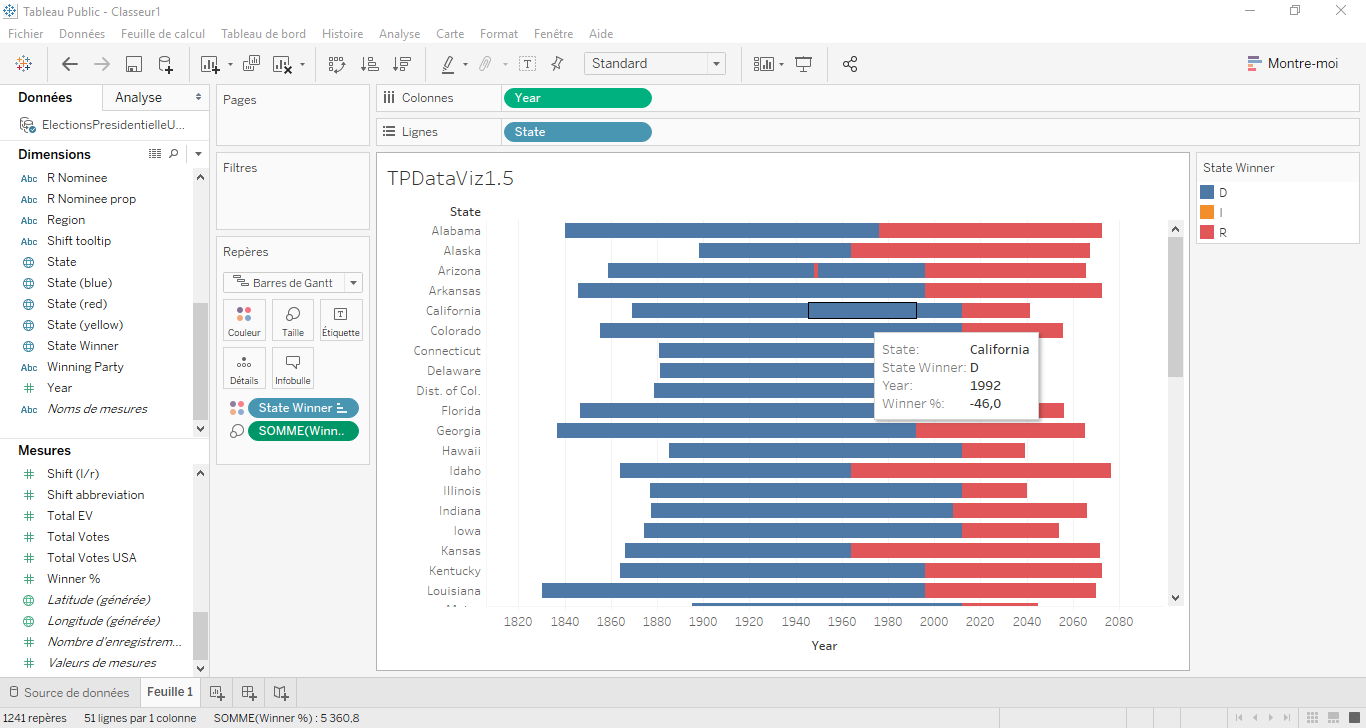 Tableau Public - Classeur1
Fichier Données Feuille de calcul Tableau de bord Histoire Analyse Carte Format Fenêtre Aide
Standard
Montre-moi
Données Analyse
ElectionsPresidentielleU...
Dimensions
Abc R Nominee
Abc R Nominee prop
Abc Region
Abc Shift tooltip
State
State (blue)
State (red)
State (yellow)
State Winner
Abc Winning Party
Year
Abc Noms de mesures
Mesures
Shift (l/r)
Shift abbreviation
Total EV
Total Votes
Total Votes USA
Winner %
Latitude (générée)
Longitude (générée)
Nombre d'enregistrem...
Valeurs de mesures
Pages
Filtres
Repères
Barres de Gantt
Couleur Taille Étiquette
Détails Infobulle
State Winner
SOMME(Winn..
Colonnes Year
Lignes State
TPDataViz1.5
State
Alabama
Alaska
Arizona
Arkansas
California
Colorado
Connecticut
Delaware
Dist. of Col.
Florida
Georgia
Hawaii
Idaho
Illinois
Indiana
Iowa
Kansas
Kentucky
Louisiana
State: California
State Winner: D
Year: 1992
Winner %: -46,0
1820 1840 1860 1880 1900 1920 1940 1960 1980 2000 2020 2040 2060 2080
Year
State Winner
D
I
R
Source de données Feuille 1
1241 repères 51 lignes par 1 colonne SOMME(Winner %) : 5 360,8